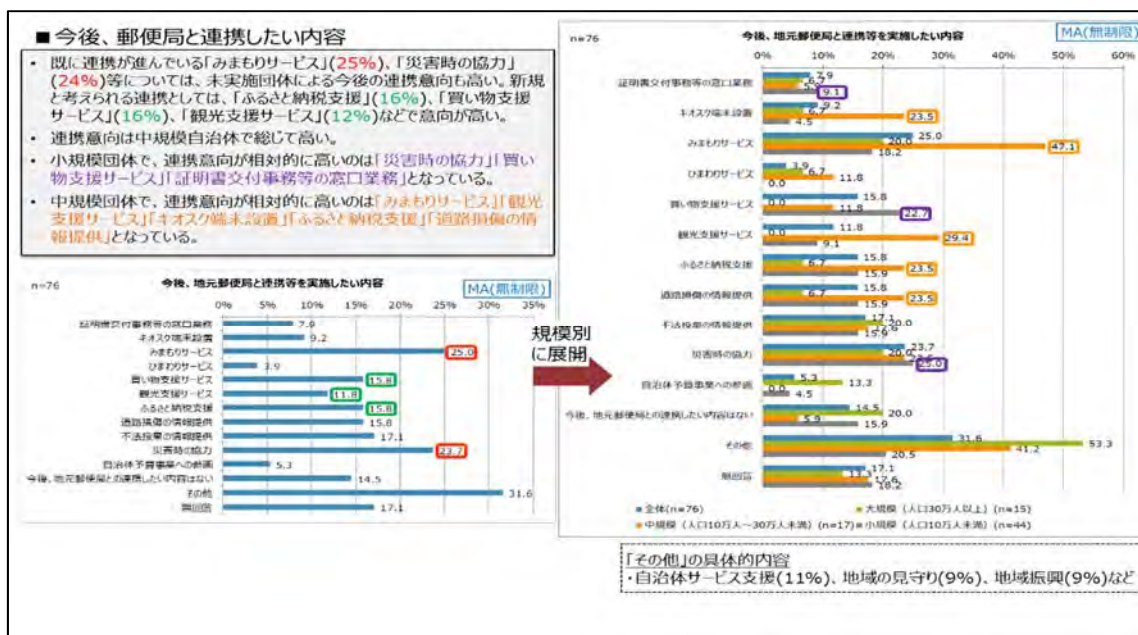 ■今後、郵便局と連携したい内容
・ 既に連携が進んでいる「みまもりサービス」(25%)、「災害時の協力」
(24%)等については、未実施団体による今後の連携意向も高い。新規
と考えられる連携としては、「ふるさと納税支援」(16%)、「買い物支援
サービス」(16%)、「観光支援サービス」(12%)などで意向が高い。
・ 連携意向は中規模自治体で総じて高い。
・ 小規模団体で、連携意向が相対的に高いのは「災害時の協力」「買い
物支援サービス」「証明書交付事務等の窓口業務」となっている。
・ 中規模団体で、連携意向が相対的に高いのは「みまもりサービス」「観光
支援サービス」「キオスク端末設置」「ふるさと納税支援」「道路損傷の情
報提供」となっている。
n=76
今後、地元郵便局と連携等を実施したい内容
MA(無制限)
0% 5% 10% 15% 20% 25% 30% 35%
証明書交付事務等の窓口業務 7.9
キオスク端末設置 9.2
みまもりサービス 25.0
ひまわりサービス 3.9
買い物支援サービス 15.8
観光支援サービス 11.8
ふるさと納税支援 15.8
道路損傷の情報提供 15.8
不法投棄の情報提供 17.1
災害時の協力 23.7
自治体予算事業への参画 5.3
今後、地元郵便局との連携したい内容はない 14.5
その他 31.6
無回答 17.1
規模別
に展開
n=76
今後、地元郵便局と連携等を実施したい内容
MA(無制限)
0% 10% 20% 30% 40% 50% 60%
証明書交付事務等の窓口業務 7.9 6.7 9.1
キオスク端末設置 9.2 6.7 23.5 4.5
みまもりサービス 25.0 20.0 47.1 18.2
ひまわりサービス 3.9 6.7 11.8 0.0
買い物支援サービス 15.8 0.0 11.8 22.7
観光支援サービス 11.8 0.0 29.4 9.1
ふるさと納税支援 15.8 6.7 23.5 15.9
道路損傷の情報提供 15.8 6.7 23.5 15.9
不法投棄の情報提供 17.1 20.0 17.6 15.9
災害時の協力 23.7 20.0 25.0
自治体予算事業への参画 5.3 13.3 0.0 4.5
今後、地元郵便局との連携したい内容はない 14.5 20.0 5.9 15.9
その他 31.6 53.3 41.2 20.5
無回答 17.1 13.3 17.6 18.2
■全体(n=76) ■大規模（人口30万人以上）(n=15)
■中規模（人口10万人～30万人未満）(n=17) ■小規模（人口10万人未満）(n=44)
「その他」の具体的内容
・自治体サービス支援(11%)、地域の見守り(9%)、地域振興(9%)など